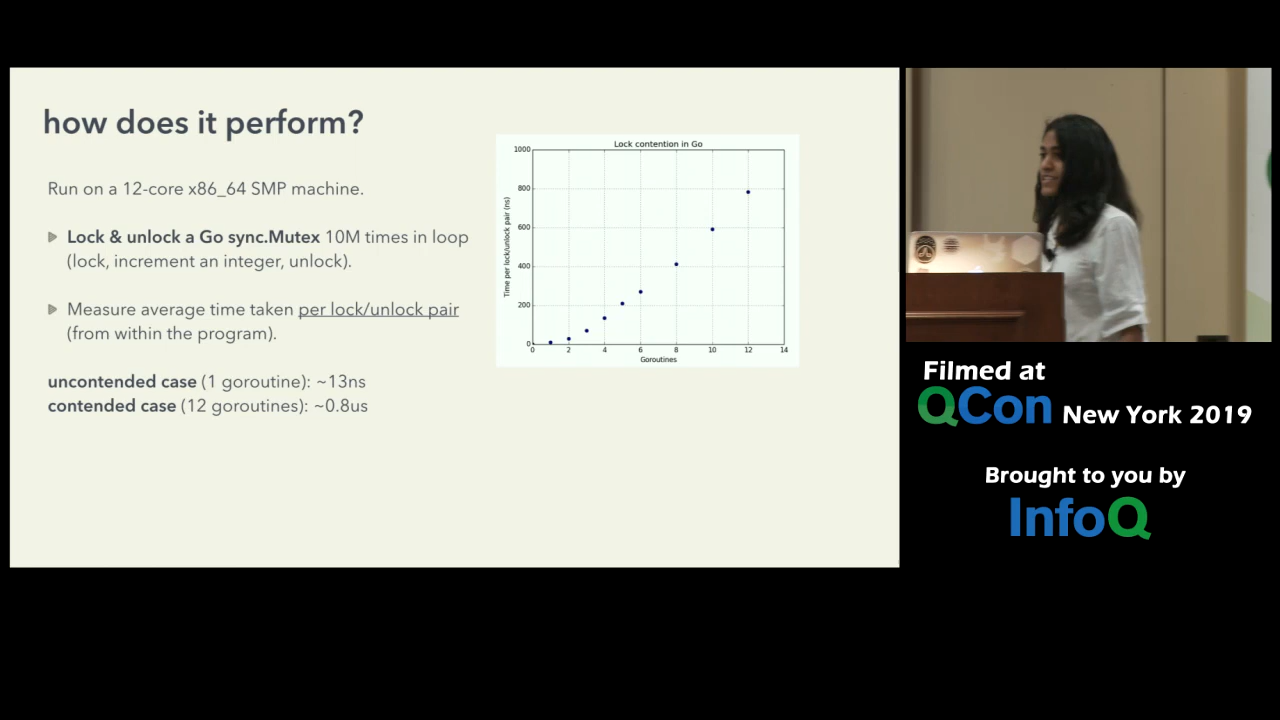 how does it perform?
Run on a 12-core x86_64 SMP machine.
Lock & unlock a Go sync.Mutex 10M times in loop
(lock, increment an integer, unlock).
Measure average time taken per lock/unlock pair
(from within the program).
uncontended case (1 goroutine): ~13ns
contended case (12 goroutines): ~0.8us
Lock contention in Go
Time per lock/unlock pair (ns)
1000
800
600
400
200
0
0 2 4 6 8 10 12 14
Goroutines
Filmed at
QCon New York 2019
Brought to you by
InfoQ